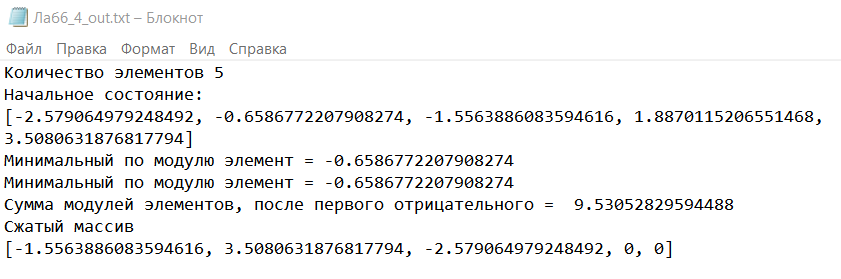 Лаб6_4_out.txt – Блокнот
Файл Правка Формат Вид Справка
Количество элементов 5
Начальное состояние:
[-2.579064979248492, -0.6586772207908274, -1.5563886083594616, 1.8870115206551468,
3.5080631876817794]
Минимальный по модулю элемент = -0.6586772207908274
Минимальный по модулю элемент = -0.6586772207908274
Сумма модулей элементов, после первого отрицательного =  9.53052829594488
Сжатый массив
[-1.5563886083594616, 3.5080631876817794, -2.579064979248492, 0, 0]